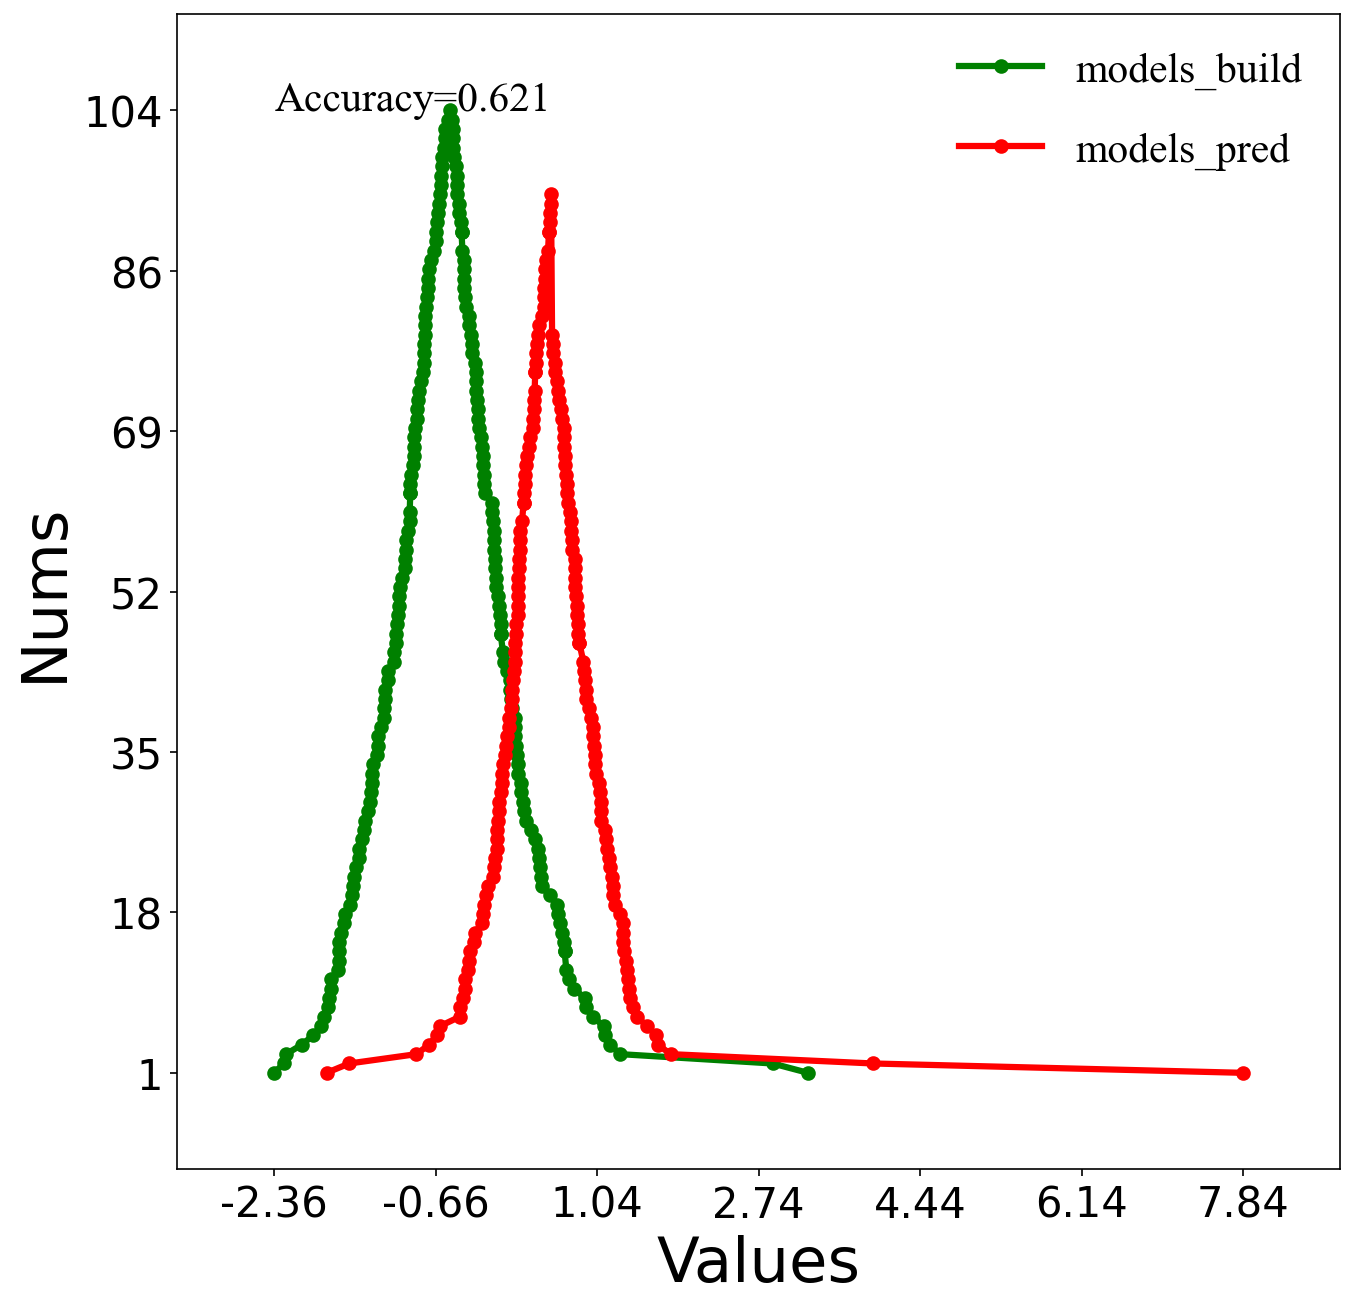 Accuracy=0.621
models_build
models_pred
104
86
69
52
35
18
1
Nums
-2.36 -0.66 1.04 2.74 4.44 6.14 7.84
Values